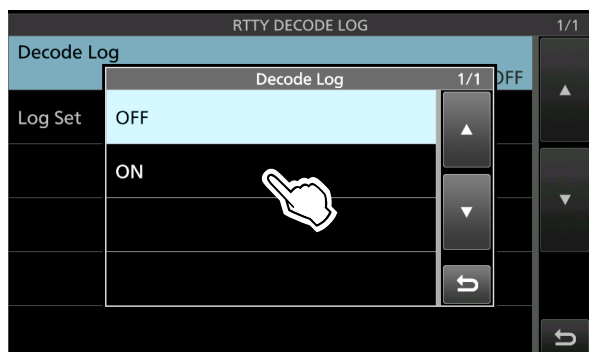 RTTY DECODE LOG 1/1
Decode Log
OFF
Decode Log 1/1
Log Set
OFF
ON